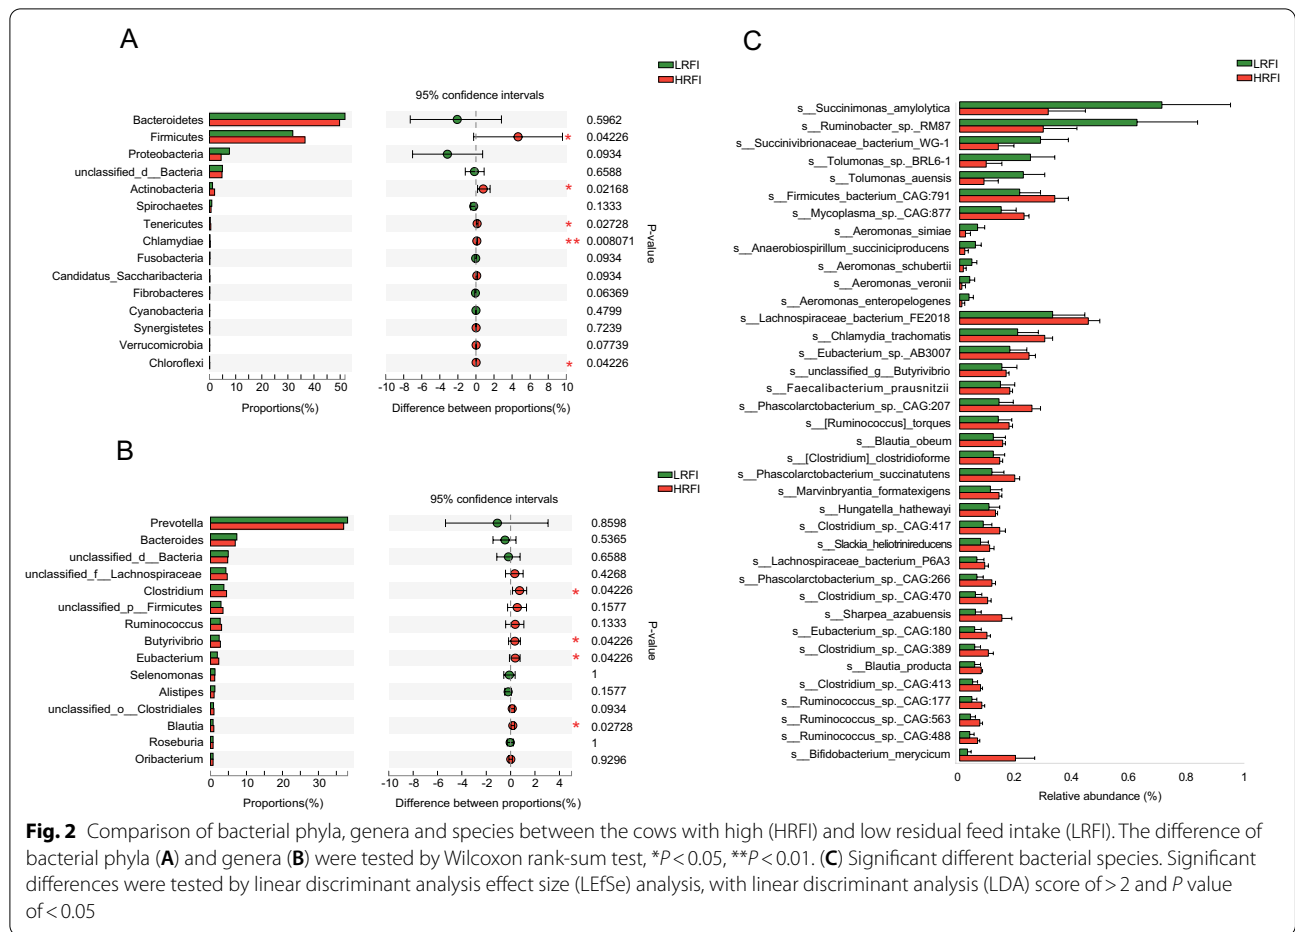 A
LRFI
HRFI
95% confidence intervals
Bacteroidetes 0.5962
Firmicutes * 0.04226
Proteobacteria 0.0934
unclassified_d__Bacteria 0.6588
Actinobacteria * 0.02168
Spirochaetes 0.1333
Tenericutes * 0.02728
Chlamydiae ** 0.008071
Fusobacteria 0.0934
Candidatus_Saccharibacteria 0.0934
Fibrobacteres 0.06369
Cyanobacteria 0.4799
Synergistetes 0.7239
Verrucomicrobia 0.07739
Chloroflexi * 0.04226
P-value
0 10 20 30 40 50 -10 -8 -6 -4 -2 0 2 4 6 8 10
Proportions(%) Difference between proportions(%)
B
LRFI
HRFI
95% confidence intervals
Prevotella 0.8598
Bacteroides 0.5365
unclassified_d__Bacteria 0.6588
unclassified_f__Lachnospiraceae 0.4268
Clostridium * 0.04226
unclassified_p__Firmicutes 0.1577
Ruminococcus 0.1333
Butyrivibrio * 0.04226
Eubacterium * 0.04226
Selenomonas 1
Alistipes 0.1577
unclassified_o__Clostridiales 0.0934
Blautia * 0.02728
Roseburia 1
Oribacterium 0.9296
P-value
0 10 20 30 -10 -8 -6 -4 -2 0 2 4
Proportions(%) Difference between proportions(%)
C
LRFI
HRFI
s__Succinimonas_amylolytica
s__Ruminobacter_sp._RM87
s__Succinivibrionaceae_bacterium_WG-1
s__Tolumonas_sp._BRL6-1
s__Tolumonas_auensis
s__Firmicutes_bacterium_CAG:791
s__Mycoplasma_sp._CAG:877
s__Aeromonas_simiae
s__Anaerobiospirillum_succiniciproducens
s__Aeromonas_schubertii
s__Aeromonas_veronii
s__Aeromonas_enteropelogenes
s__Lachnospiraceae_bacterium_FE2018
s__Chlamydia_trachomatis
s__Eubacterium_sp._AB3007
s__unclassified_g__Butyrivibrio
s__Faecalibacterium_prausnitzii
s__Phascolarctobacterium_sp._CAG:207
s__[Ruminococcus]_torques
s__Blautia_obeum
s__[Clostridium]_clostridioforme
s__Phascolarctobacterium_succinatutens
s__Marvinbryantia_formatexigens
s__Hungatella_hathewayi
s__Clostridium_sp._CAG:417
s__Slackia_heliotrinireducens
s__Lachnospiraceae_bacterium_P6A3
s__Phascolarctobacterium_sp._CAG:266
s__Clostridium_sp._CAG:470
s__Sharpea_azabuensis
s__Eubacterium_sp._CAG:180
s__Clostridium_sp._CAG:389
s__Blautia_producta
s__Clostridium_sp._CAG:413
s__Ruminococcus_sp._CAG:177
s__Ruminococcus_sp._CAG:563
s__Ruminococcus_sp._CAG:488
s__Bifidobacterium_merycicum
0 0.2 0.4 0.6 0.8 1
Relative abundance (%)
Fig. 2 Comparison of bacterial phyla, genera and species between the cows with high (HRFI) and low residual feed intake (LRFI). The difference of
bacterial phyla (A) and genera (B) were tested by Wilcoxon rank-sum test, *P < 0.05, **P < 0.01. (C) Significant different bacterial species. Significant
differences were tested by linear discriminant analysis effect size (LEfSe) analysis, with linear discriminant analysis (LDA) score of > 2 and P value
of < 0.05